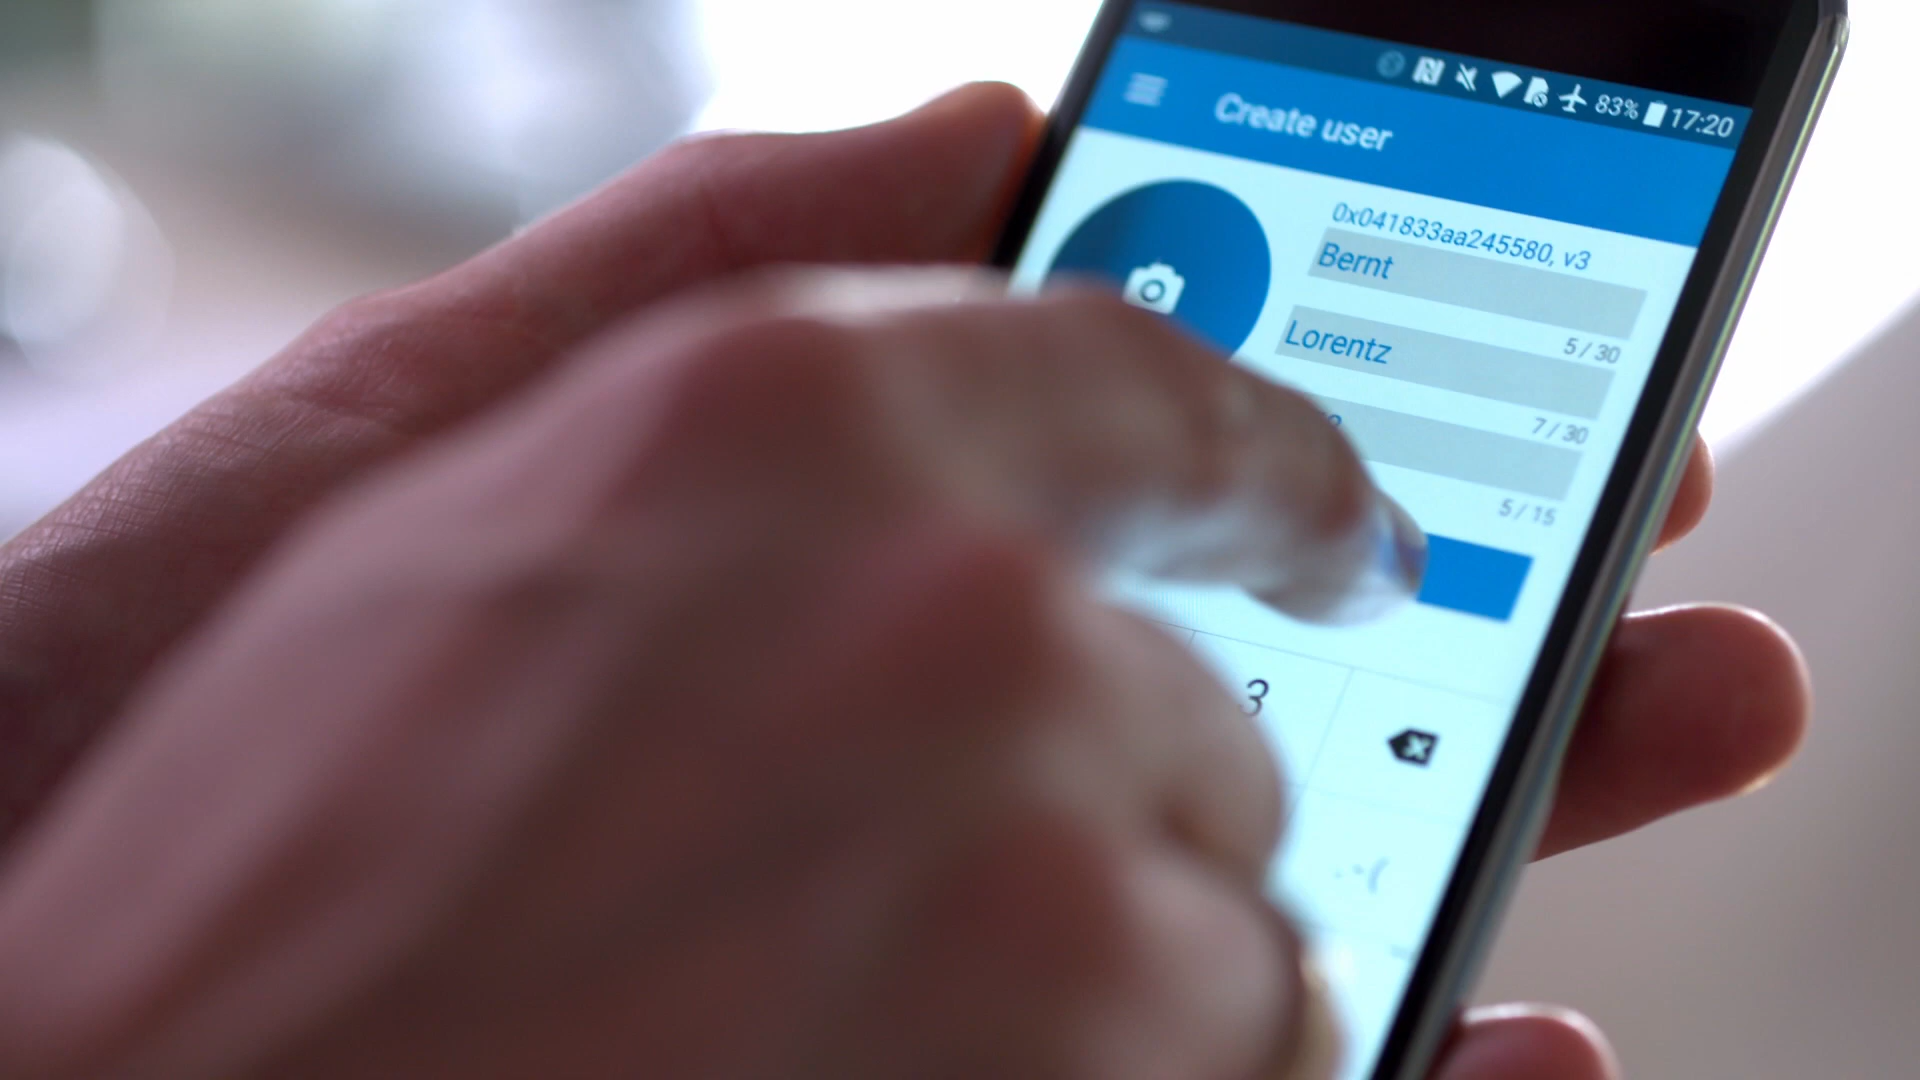 83% 17:20
Create user
0x041833aa245580, v3
Bernt
5 / 30
Lorentz
7 / 30
5 / 15
3